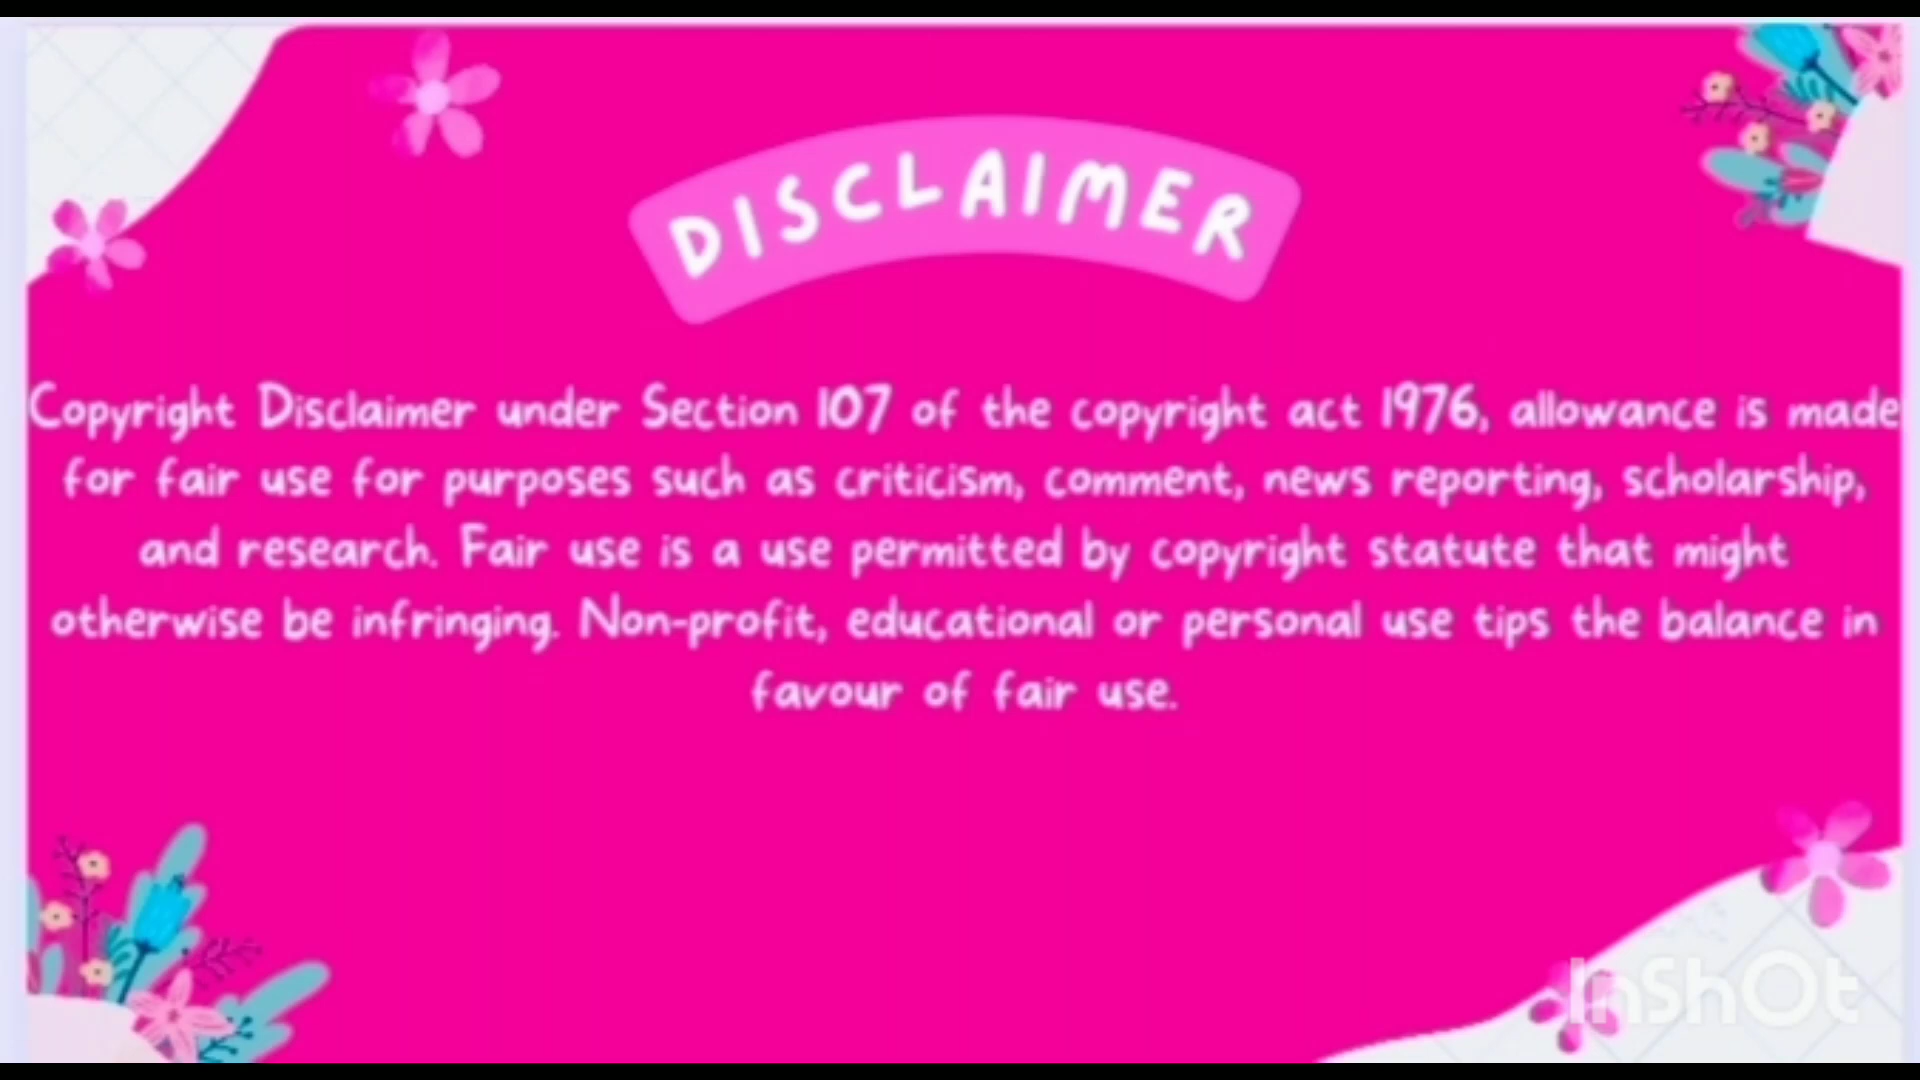 DISCLAIMER
Copyright Disclaimer under Section 107 of the copyright act 1976, allowance is made
for fair use for purposes such as criticism, comment, news reporting, scholarship,
and research. Fair use is a use permitted by copyright statute that might
otherwise be infringing. Non-profit, educational or personal use tips the balance in
favour of fair use.
InShOt